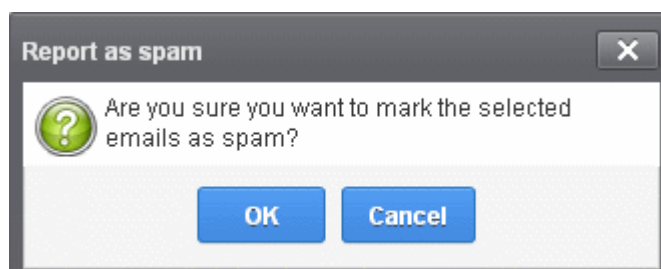 Report as spam
Are you sure you want to mark the selected
emails as spam?
OK
Cancel